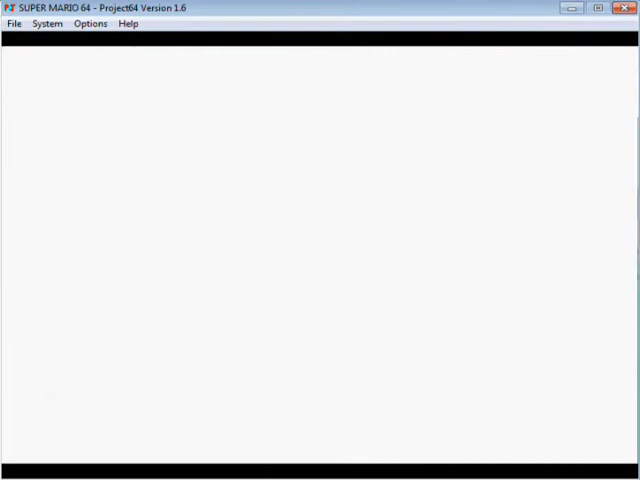 SUPER MARIO 64 - Project64 Version 1.6
File System Options Help